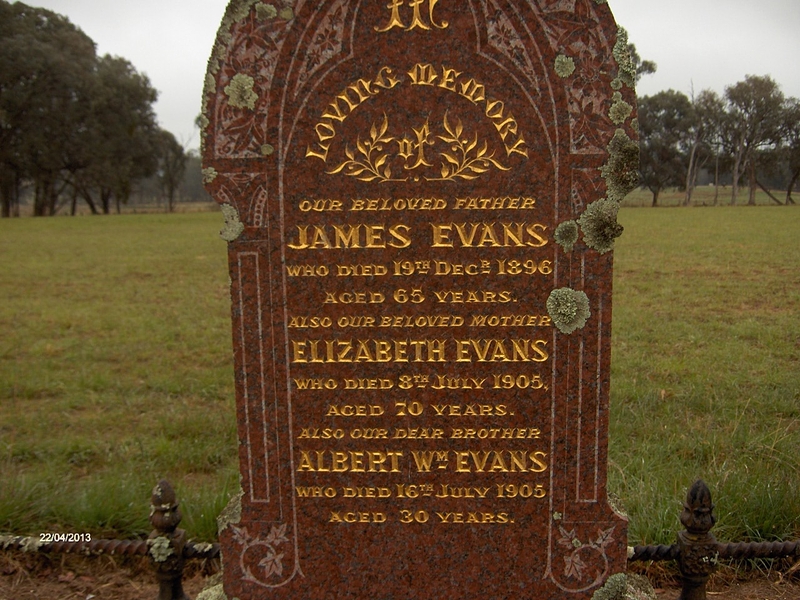 In
LOVING MEMORY
of
OUR BELOVED FATHER
JAMES EVANS
WHO DIED 19TH DECR. 1896
AGED 65 YEARS.
ALSO OUR BELOVED MOTHER
ELIZABETH EVANS
WHO DIED 8TH JULY 1905,
AGED 70 YEARS.
ALSO OUR DEAR BROTHER
ALBERT WM. EVANS
WHO DIED 16TH JULY 1905
AGED 30 YEARS.
22/04/2013